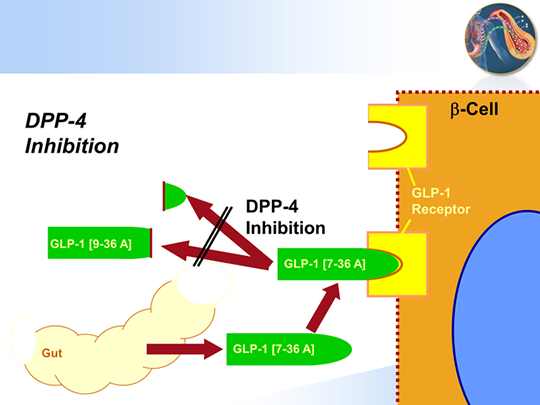 DPP-4
Inhibition
β-Cell
GLP-1
Receptor
DPP-4
Inhibition
GLP-1 [9-36 A]
GLP-1 [7-36 A]
GLP-1 [7-36 A]
Gut